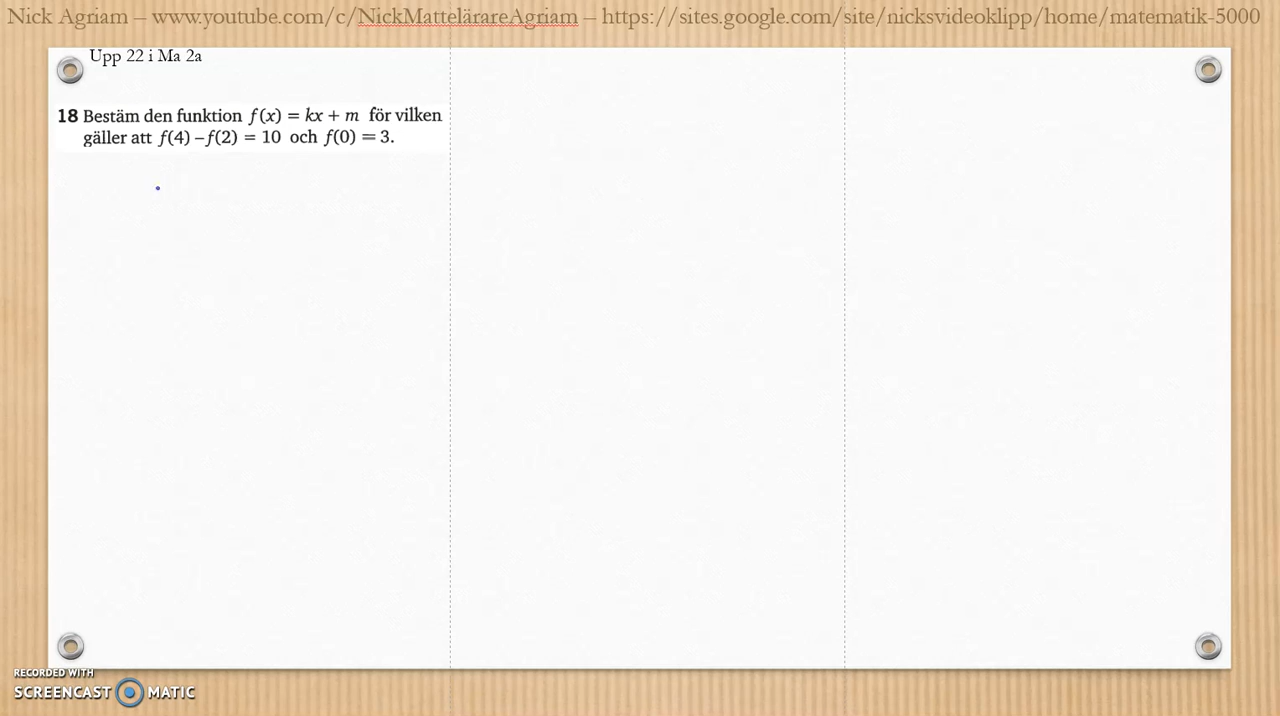 Nick Agriam – www.youtube.com/c/NickMattelärareAgriam – https://sites.google.com/site/nicksvideoklipp/home/matematik-5000
Upp 22 i Ma 2a
18 Bestäm den funktion f(x) = kx + m för vilken
gäller att f(4) – f(2) = 10 och f(0) = 3.
RECORDED WITH
SCREENCAST MATIC